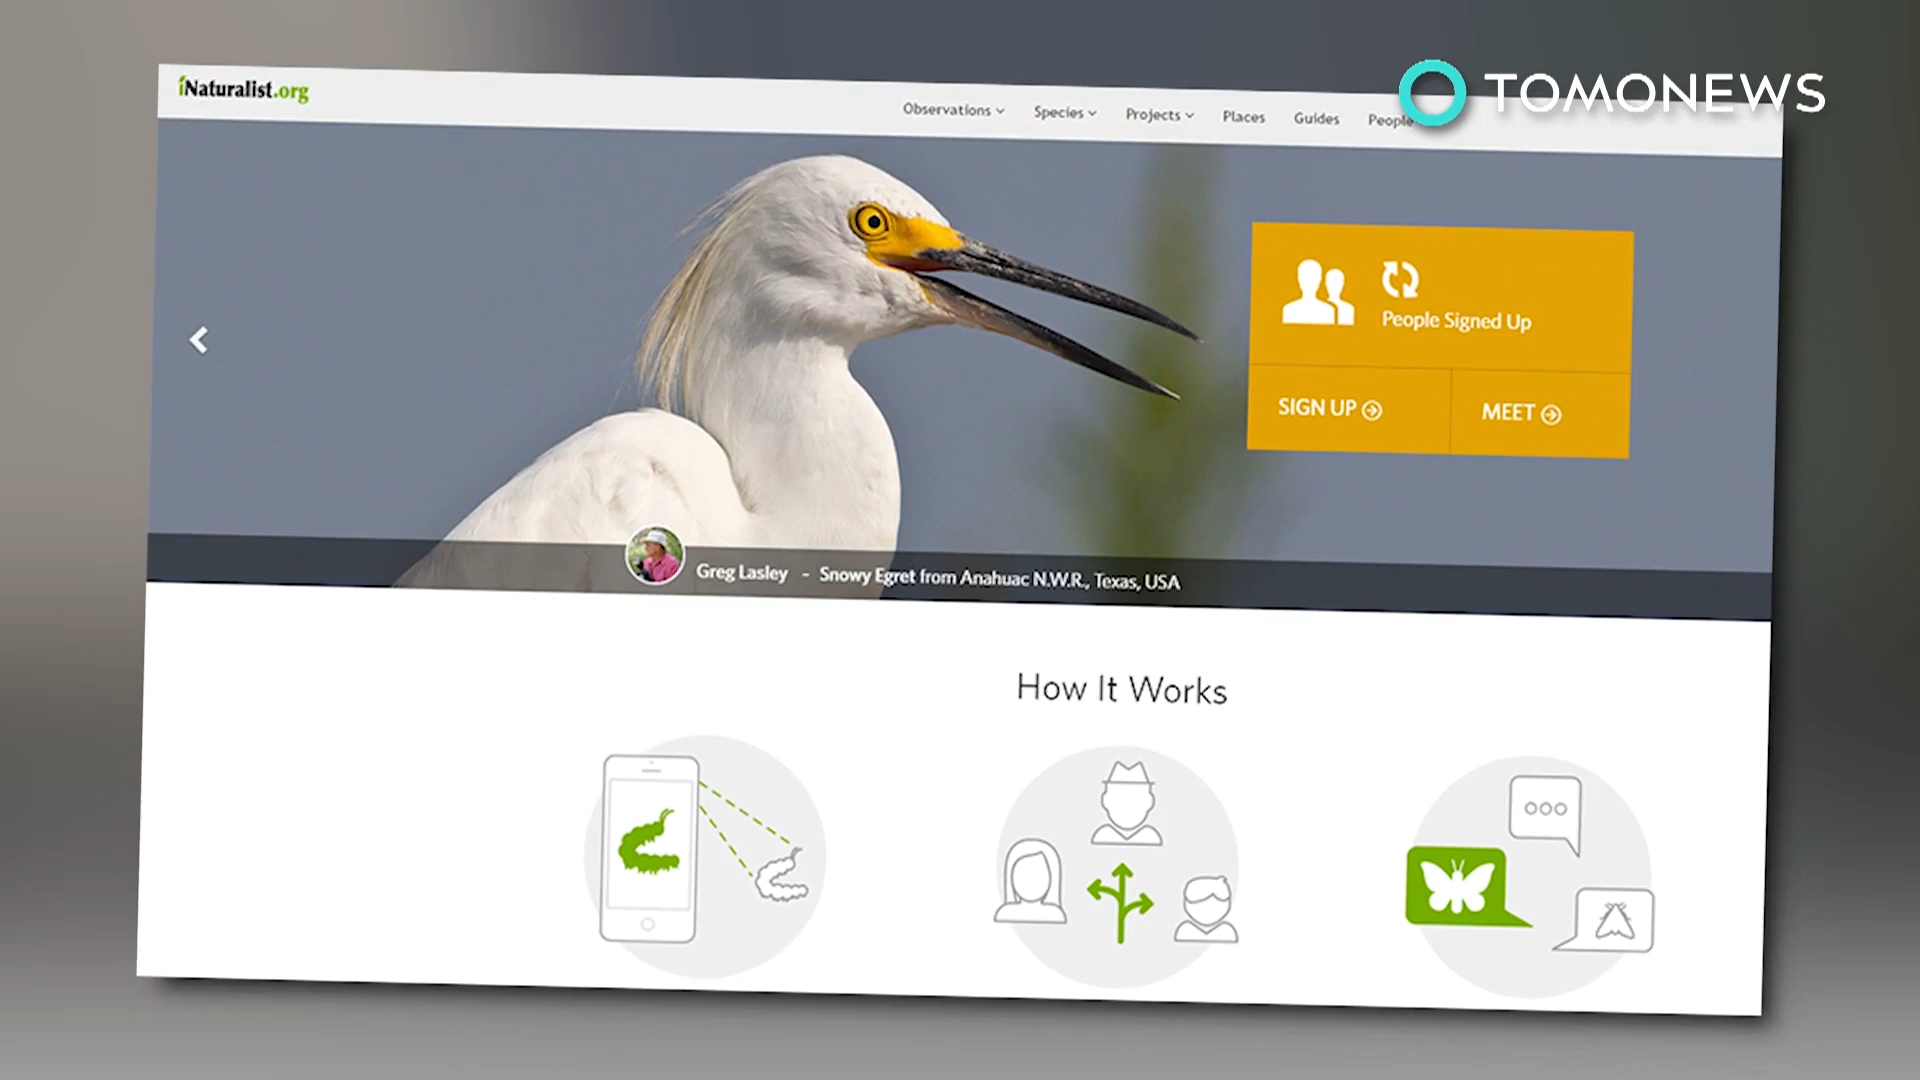 iNaturalist.org
Observations Species Projects Places Guides People
TOMONEWS
People Signed Up
SIGN UP MEET
Greg Lasley - Snowy Egret from Anahuac N.W.R., Texas, USA
How It Works